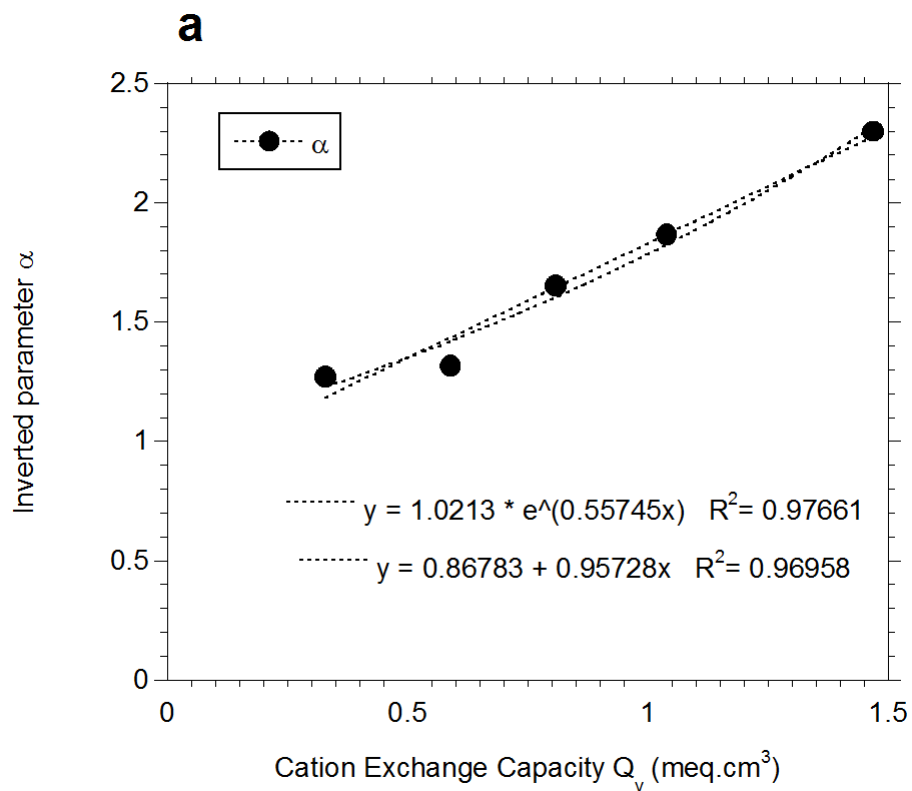 a
2.5
2
1.5
1
0.5
0
α
Inverted parameter α
y = 1.0213 * e^(0.55745x) R²= 0.97661
y = 0.86783 + 0.95728x R²= 0.96958
0 0.5 1 1.5
Cation Exchange Capacity Qᵥ (meq.cm³)